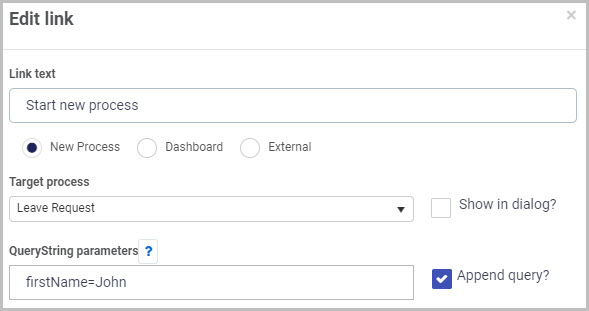 Edit link
×
Link text
Start new process
New Process Dashboard External
Target process
Leave Request
Show in dialog?
QueryString parameters ?
firstName=John
Append query?